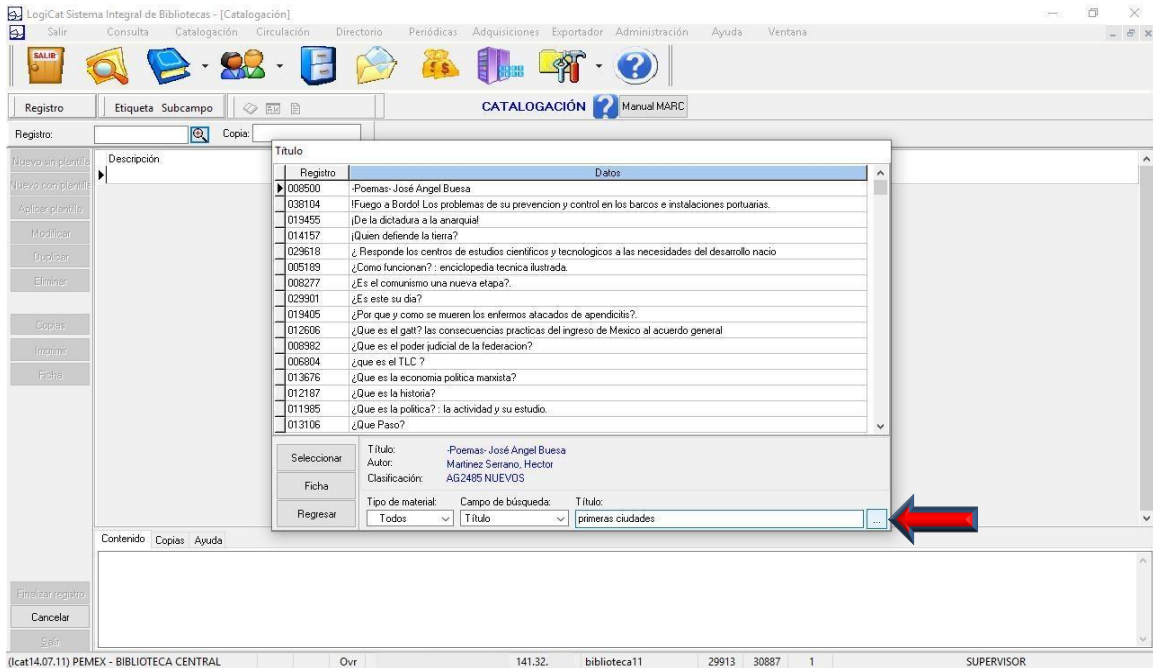 LogiCat Sistema Integral de Bibliotecas - [Catalogación]
Salir Consulta Catalogación Circulación Directorio Periódicas Adquisiciones Exportador Administración Ayuda Ventana
SALIR
Registro Etiqueta Subcampo CATALOGACIÓN Manual MARC
Registro: Copia:
Nuevo sin plantilla
Nuevo con plantilla
Aplicar plantilla
Modificar
Duplicar
Eliminar
Copias
Imprimir
Ficha
Descripción
Título
Registro Datos
008500 -Poemas- José Angel Buesa
038104 !Fuego a Bordo! Los problemas de su prevencion y control en los barcos e instalaciones portuarias.
019455 ¡De la dictadura a la anarquia!
014157 ¡Quien defiende la tierra?
029618 ¿ Responde los centros de estudios cientificos y tecnologicos a las necesidades del desarrollo nacio
005189 ¿Como funcionan? : enciclopedia tecnica ilustrada.
008277 ¿Es el comunismo una nueva etapa?.
029901 ¿Es este su dia?
019405 ¿Por que y como se mueren los enfermos atacados de apendicitis?.
012606 ¿Que es el gatt? las consecuencias practicas del ingreso de Mexico al acuerdo general
008982 ¿Que es el poder judicial de la federacion?
006804 ¿que es el TLC ?
013676 ¿Que es la economia politica marxista?
012187 ¿Que es la historia?
011985 ¿Que es la politica? : la actividad y su estudio.
013106 ¿Que Paso?
Seleccionar
Ficha
Regresar
Título: -Poemas- José Angel Buesa
Autor: Martinez Serrano, Hector
Clasificación: AG2485 NUEVOS
Tipo de material: Campo de búsqueda: Título:
Todos Título primeras ciudades ...
Contenido Copias Ayuda
Finalizar registro
Cancelar
Salir
(lcat14.07.11) PEMEX - BIBLIOTECA CENTRAL Ovr 141.32. biblioteca11 29913 30887 1 SUPERVISOR